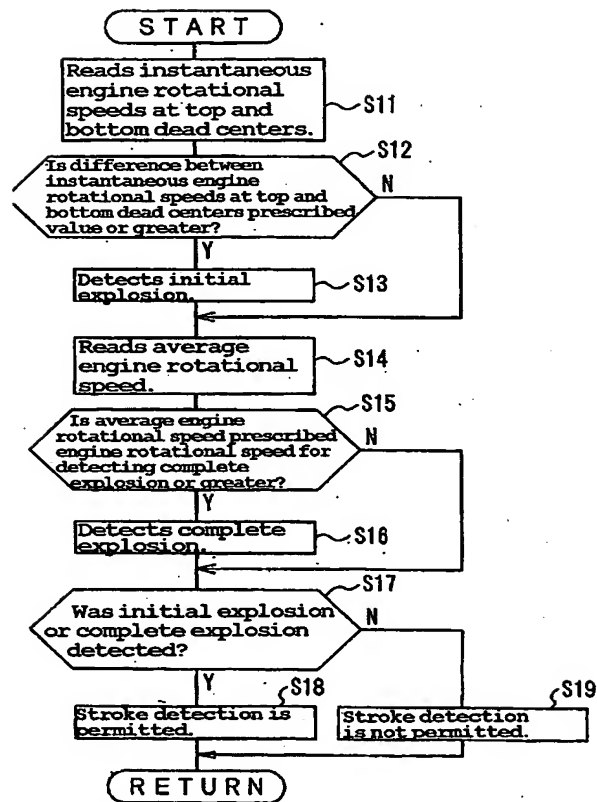 START
Reads instantaneous
engine rotational
speeds at top and
bottom dead centers.
S11
S12
Is difference between
instantaneous engine
rotational speeds at top and
bottom dead centers prescribed
value or greater?
N
Y
Detects initial
explosion.
S13
Reads average
engine rotational
speed.
S14
S15
Is average engine
rotational speed prescribed
engine rotational speed for
detecting complete
explosion or greater?
N
Y
Detects complete
explosion.
S16
S17
Was initial explosion
or complete explosion
detected?
N
Y
S18
Stroke detection is
permitted.
S19
Stroke detection
is not permitted.
RETURN